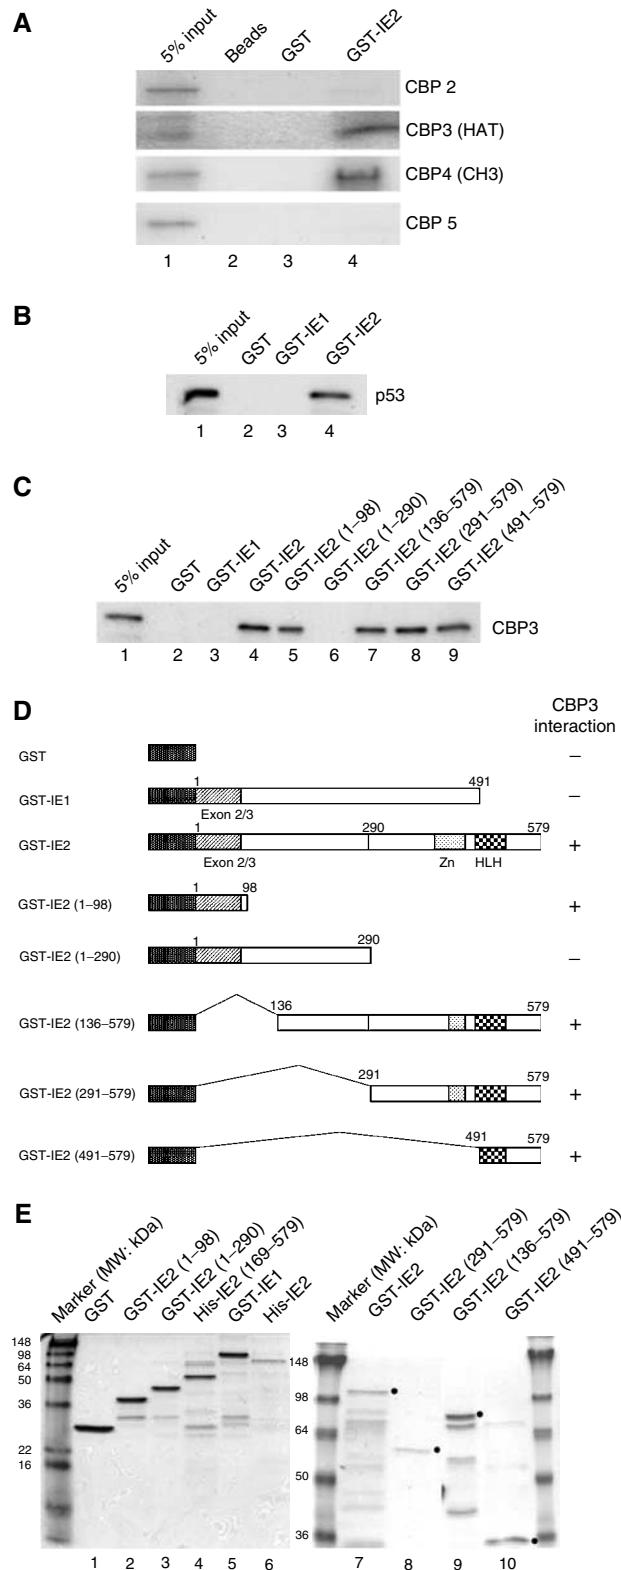 A
5% input Beads GST GST-IE2
CBP 2
CBP3 (HAT)
CBP4 (CH3)
CBP 5
1 2 3 4
B
5% input GST GST-IE1 GST-IE2
p53
1 2 3 4
C
5% input GST GST-IE1 GST-IE2 GST-IE2 (1–98) GST-IE2 (1–290) GST-IE2 (136–579) GST-IE2 (291–579) GST-IE2 (491–579)
CBP3
1 2 3 4 5 6 7 8 9
D
CBP3
interaction
GST –
1 491
GST-IE1 –
Exon 2/3
1 290 579
GST-IE2 +
Exon 2/3 Zn HLH
1 98
GST-IE2 (1–98) +
1 290
GST-IE2 (1–290) –
136 579
GST-IE2 (136–579) +
291 579
GST-IE2 (291–579) +
491 579
GST-IE2 (491–579) +
E
Marker (MW: kDa) GST GST-IE2 (1–98) GST-IE2 (1–290) His-IE2 (169–579) GST-IE1 His-IE2
148
98
64
50
36
22
16
1 2 3 4 5 6
Marker (MW: kDa) GST-IE2 GST-IE2 (291–579) GST-IE2 (136–579) GST-IE2 (491–579)
148
98
64
50
36
7 8 9 10